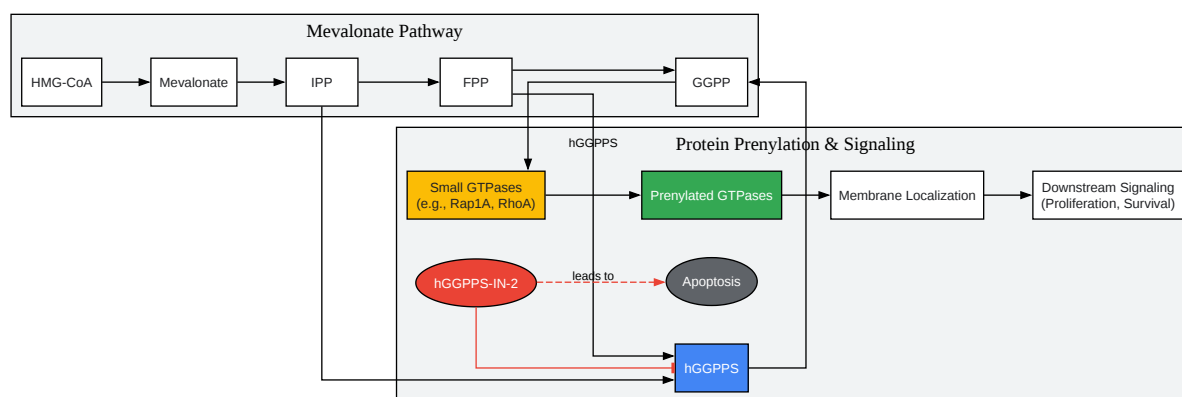 Mevalonate Pathway
HMG-CoA
Mevalonate
IPP
FPP
GGPP
hGGPPS
Protein Prenylation & Signaling
Small GTPases
(e.g., Rap1A, RhoA)
Prenylated GTPases
Membrane Localization
Downstream Signaling
(Proliferation, Survival)
hGGPPS-IN-2
leads to
Apoptosis
hGGPPS